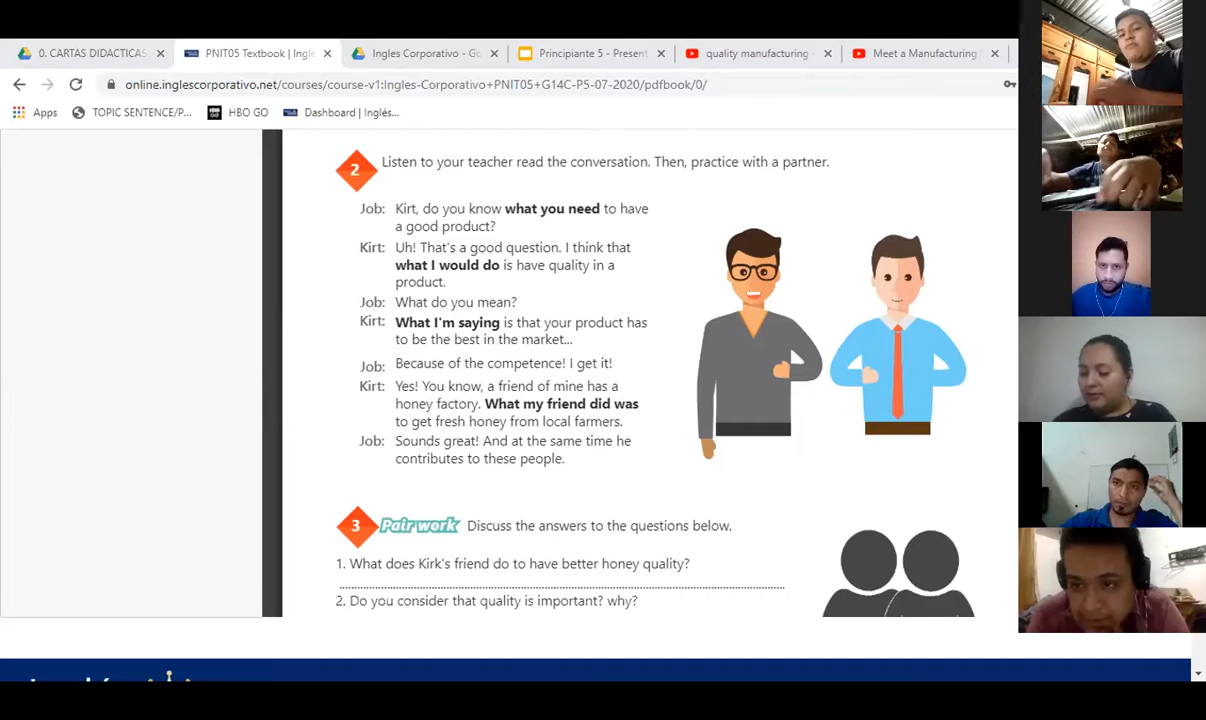 0. CARTAS DIDACTICAS
PNIT05 Textbook | Ingle
Ingles Corporativo - Go
Principiante 5 - Present
quality manufacturing -
Meet a Manufacturing
online.inglescorporativo.net/courses/course-v1:Ingles-Corporativo+PNIT05+G14C-P5-07-2020/pdfbook/0/
Apps
TOPIC SENTENCE/P...
HBO GO
Dashboard | Inglés...
2 Listen to your teacher read the conversation. Then, practice with a partner.
Job: Kirt, do you know what you need to have
a good product?
Kirt: Uh! That's a good question. I think that
what I would do is have quality in a
product.
Job: What do you mean?
Kirt: What I'm saying is that your product has
to be the best in the market...
Job: Because of the competence! I get it!
Kirt: Yes! You know, a friend of mine has a
honey factory. What my friend did was
to get fresh honey from local farmers.
Job: Sounds great! And at the same time he
contributes to these people.
3 Pair work Discuss the answers to the questions below.
1. What does Kirk's friend do to have better honey quality?
2. Do you consider that quality is important? why?